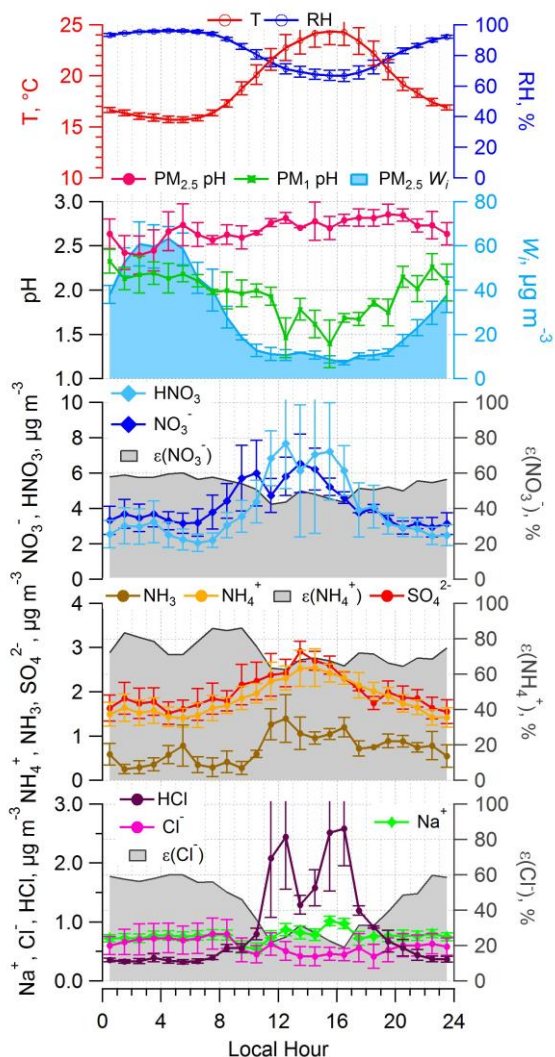 T RH
25 100
80
20 60
40
15
20
10 0
T, °C
RH, %
PM2.5 pH PM1 pH PM2.5 Wi
3.0 80
2.5 60
2.0 40
1.5 20
1.0 0
pH
Wi, µg m-3
HNO3
NO3-
ε(NO3-)
10 100
8 80
6 60
4 40
2 20
0 0
NO3-, HNO3, µg m-3
ε(NO3-), %
NH3 NH4+ ε(NH4+) SO42-
4 100
80
3
60
2
40
1 20
0 0
NH4+, NH3, SO42-, µg m-3
ε(NH4+), %
HCl
Cl-
ε(Cl-)
Na+
3.0 100
80
2.0 60
1.0 40
20
0.0 0
Na+, Cl-, HCl, µg m-3
ε(Cl-), %
0 4 8 12 16 20 24
Local Hour